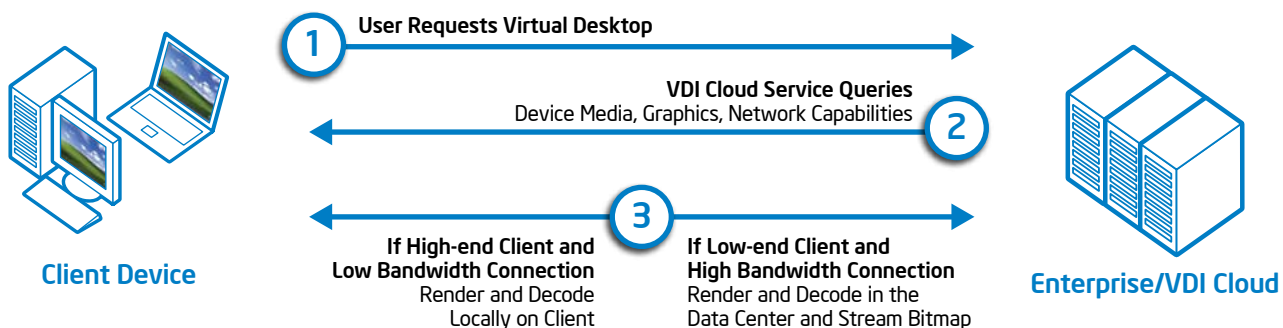 1
User Requests Virtual Desktop
VDI Cloud Service Queries
Device Media, Graphics, Network Capabilities
2
3
If High-end Client and
Low Bandwidth Connection
Render and Decode
Locally on Client
If Low-end Client and
High Bandwidth Connection
Render and Decode in the
Data Center and Stream Bitmap
Client Device
Enterprise/VDI Cloud